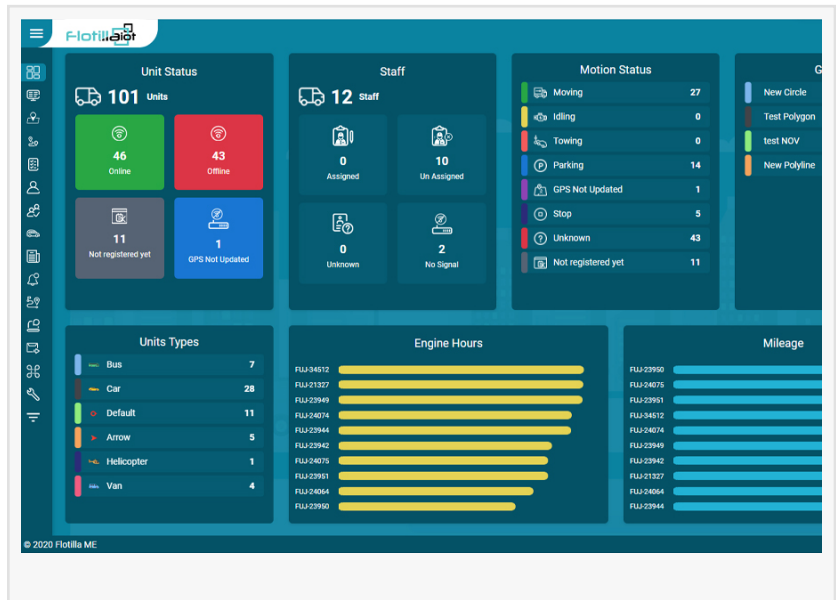 Flotillaiot
Unit Status
101 Units
46
Online
43
Offline
11
Not registered yet
1
GPS Not Updated
Staff
12 Staff
0
Assigned
10
Un Assigned
0
Unknown
2
No Signal
Motion Status
Moving 27
Idling 0
Towing 0
P Parking 14
GPS Not Updated 1
Stop 5
Unknown 43
Not registered yet 11
G
New Circle
Test Polygon
test NOV
New Polyline
Units Types
Bus 7
Car 28
Default 11
Arrow 5
Helicopter 1
Van 4
Engine Hours
FUJ-34512
FUJ-21327
FUJ-23949
FUJ-24074
FUJ-23944
FUJ-23942
FUJ-24075
FUJ-23951
FUJ-24064
FUJ-23950
Mileage
FUJ-23950
FUJ-24075
FUJ-23951
FUJ-34512
FUJ-24074
FUJ-23949
FUJ-23942
FUJ-21327
FUJ-24064
FUJ-23944
© 2020 Flotilla ME